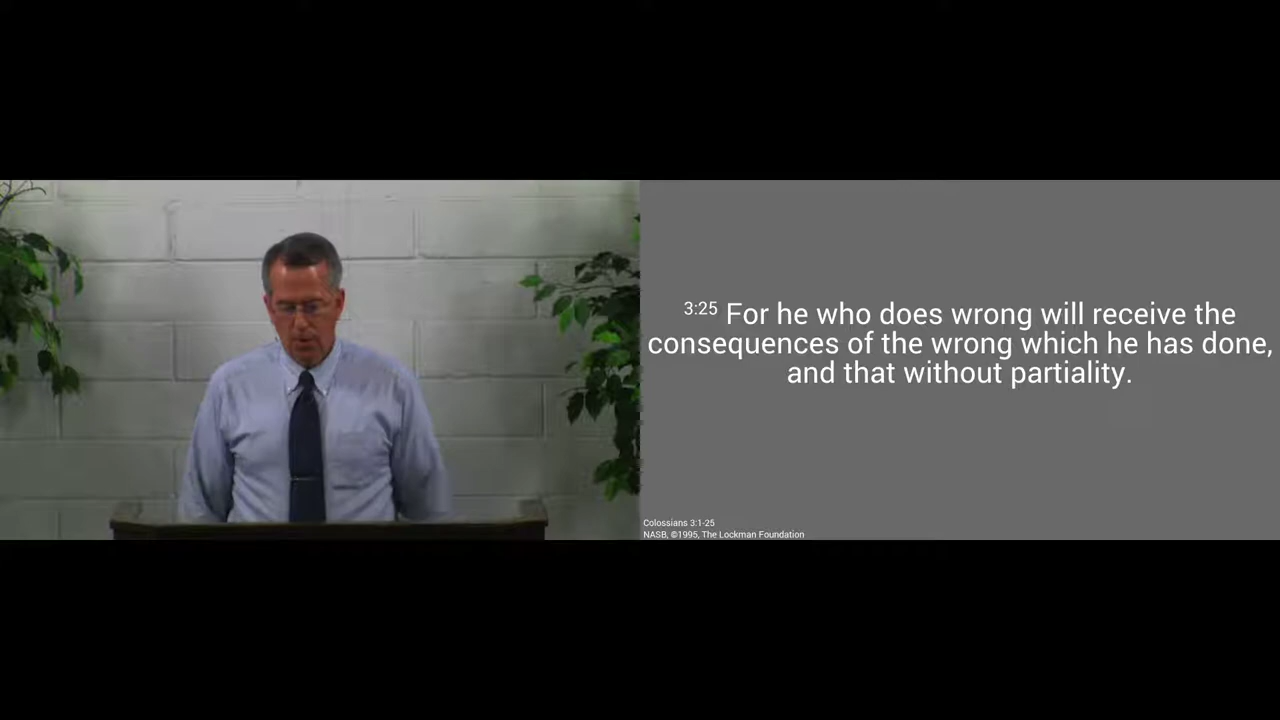 3:25 For he who does wrong will receive the
consequences of the wrong which he has done,
and that without partiality.
Colossians 3:1-25
NASB, ©1995, The Lockman Foundation